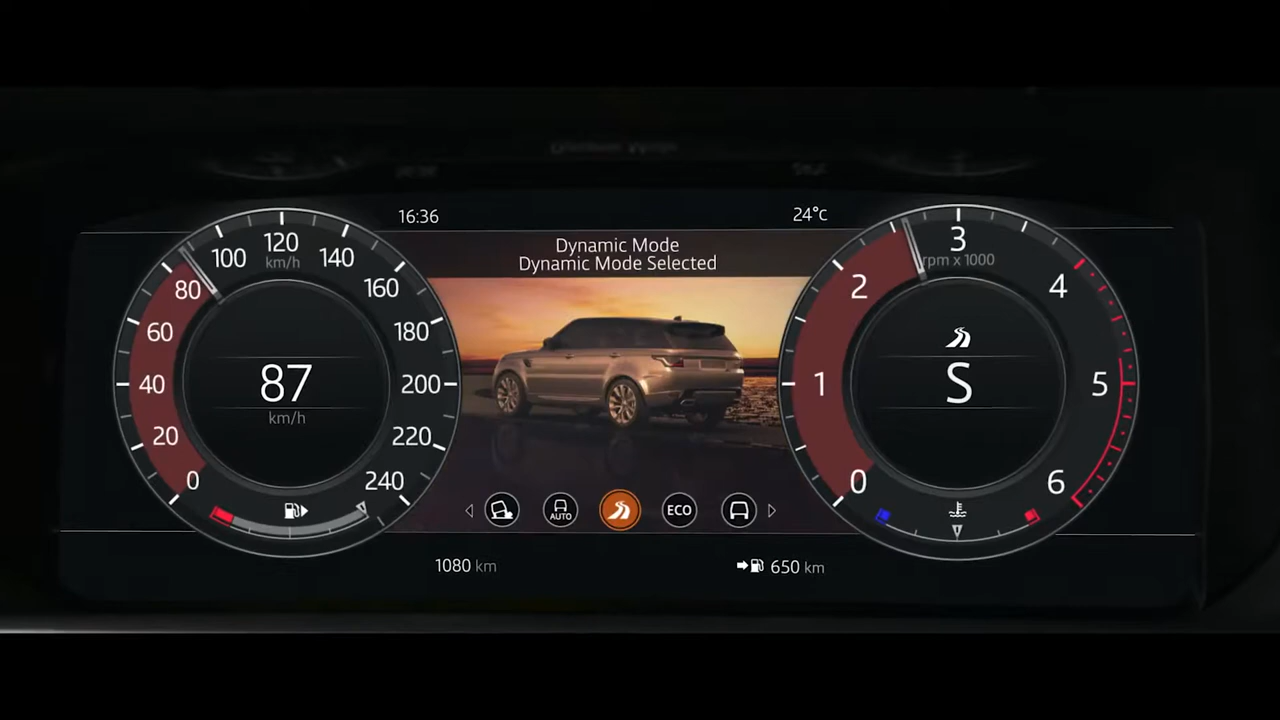 16:36
24°C
Dynamic Mode
Dynamic Mode Selected
0
20
40
60
80
100
120
140
160
180
200
220
240
km/h
87
km/h
0
1
2
3
4
5
6
rpm x 1000
S
AUTO
ECO
1080 km
650 km